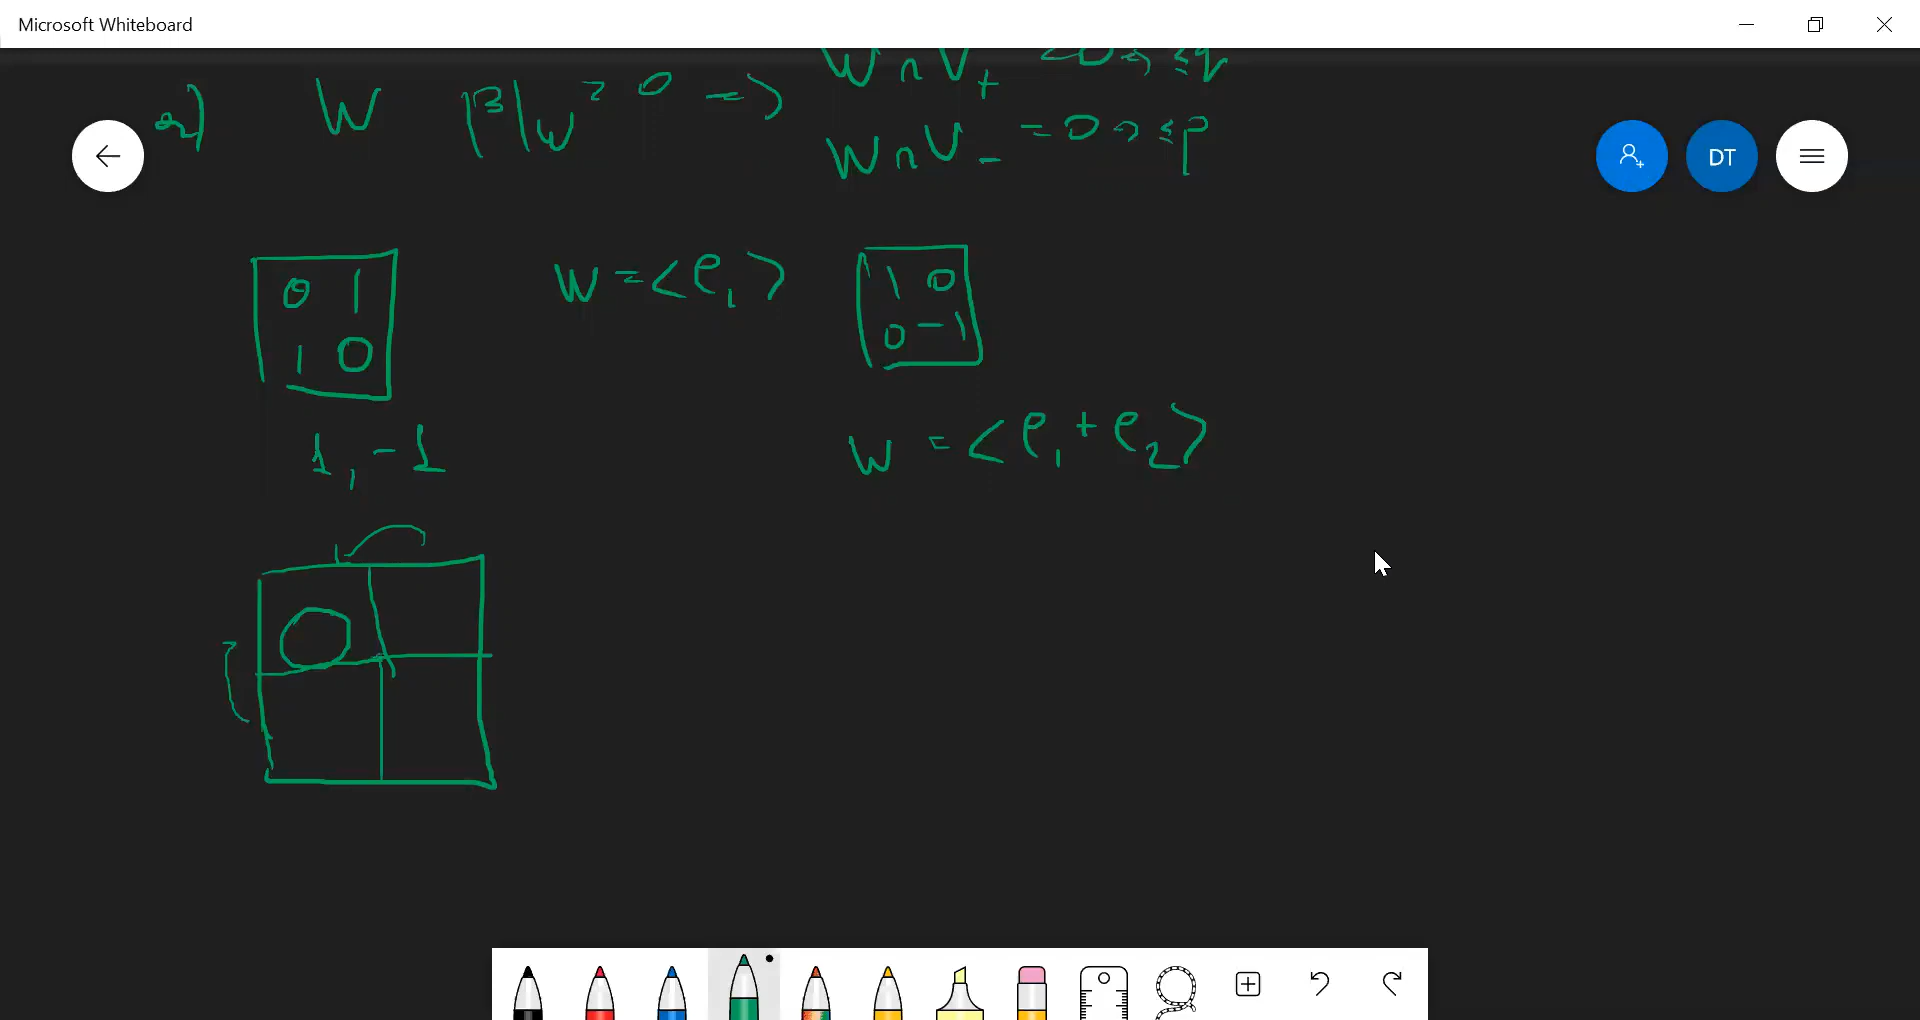 Microsoft Whiteboard
W ∩ V₊ = 0 ⇒ ≤ q
a) W β|w = 0 =>
W ∩ V₋ = 0 ⇒ ≤ p
DT
0 1
1 0
W = <e₁>
1 0
0 -1
1, -1
W = <e₁ + e₂>